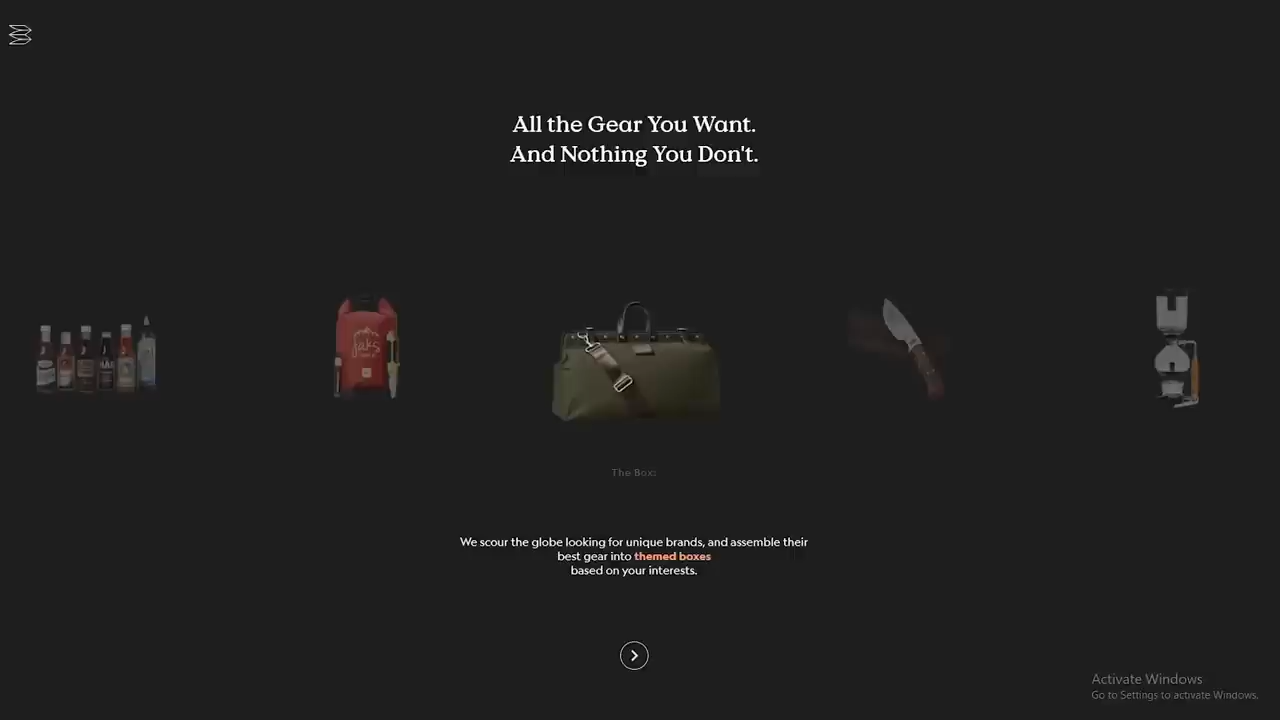 All the Gear You Want.
And Nothing You Don't.
jaks
The Box:
We scour the globe looking for unique brands, and assemble their
best gear into themed boxes
based on your interests.
Activate Windows
Go to Settings to activate Windows.